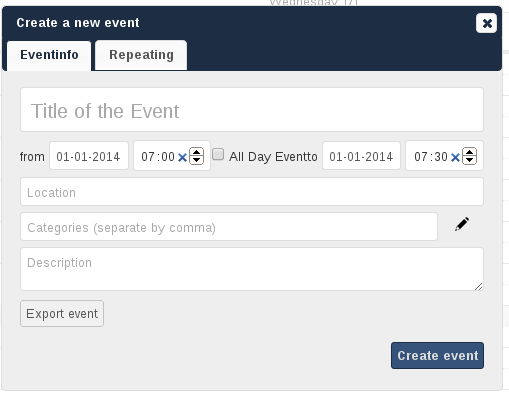 Wednesday 1/1
Create a new event
Eventinfo Repeating
Title of the Event
from 01-01-2014 07:00 All Day Eventto 01-01-2014 07:30
Location
Categories (separate by comma)
Description
Export event
Create event